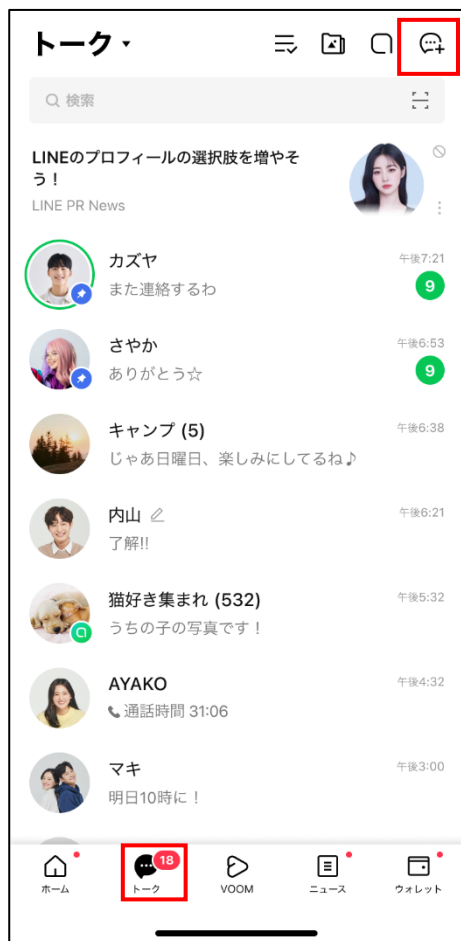 トーク
検索
LINEのプロフィールの選択肢を増やそ
う！
LINE PR News
カズヤ
午後7:21
また連絡するわ
9
さやか
午後6:53
ありがとう☆
9
キャンプ (5)
午後6:38
じゃあ日曜日、楽しみにしてるね♪
内山
午後6:21
了解!!
猫好き集まれ (532)
午後5:32
うちの子の写真です！
AYAKO
午後4:32
通話時間 31:06
マキ
午後3:00
明日10時に！
18
ホーム
トーク
VOOM
ニュース
ウォレット